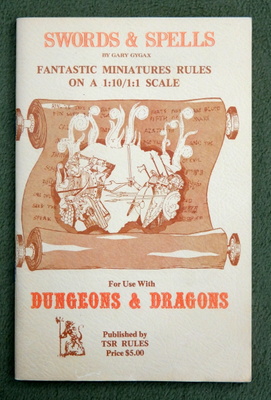 SWORDS & SPELLS
BY GARY GYGAX
FANTASTIC MINIATURES RULES
ON A 1:10/1:1 SCALE
For Use With
DUNGEONS & DRAGONS
Published by
TSR RULES
Price $5.00